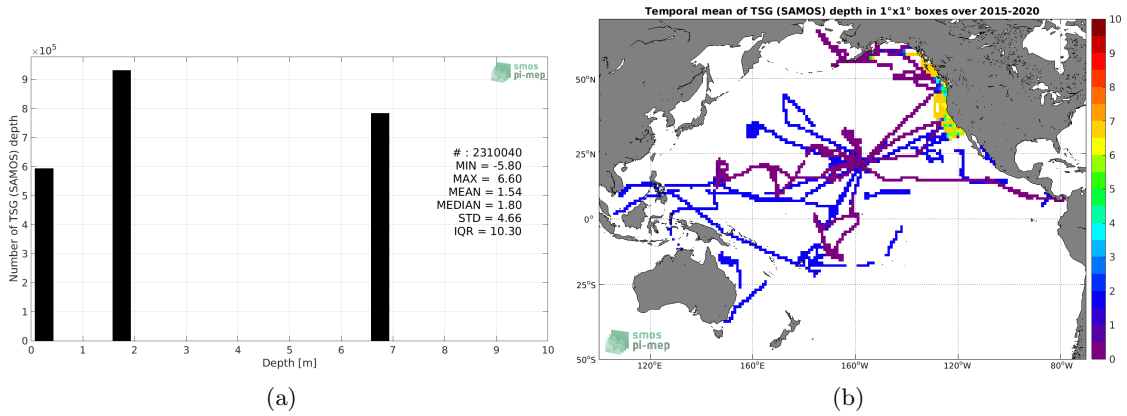 ×10⁵
9
8
7
6
5
4
3
2
1
0
Number of TSG (SAMOS) depth
smos
pi-mep
# : 2310040
MIN = -5.80
MAX = 6.60
MEAN = 1.54
MEDIAN = 1.80
STD = 4.66
IQR = 10.30
0 1 2 3 4 5 6 7 8 9 10
Depth [m]
(a)
Temporal mean of TSG (SAMOS) depth in 1°x1° boxes over 2015-2020
50°N
25°N
0°
25°S
50°S
120°E 160°E 160°W 120°W 80°W
smos
pi-mep
10
9
8
7
6
5
4
3
2
1
0
(b)